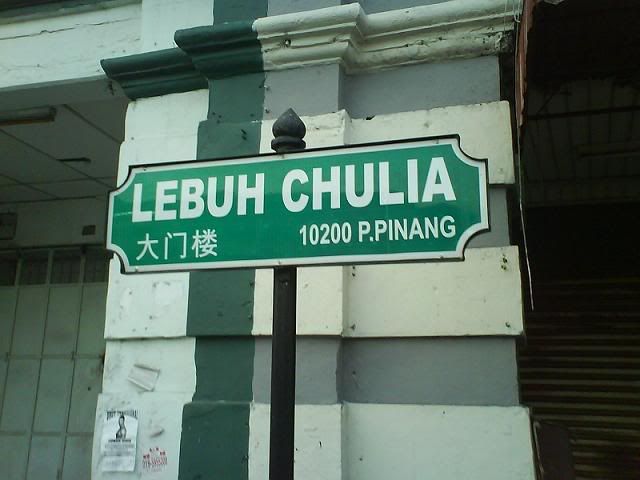 LEBUH CHULIA
大门楼
10200 P.PINANG